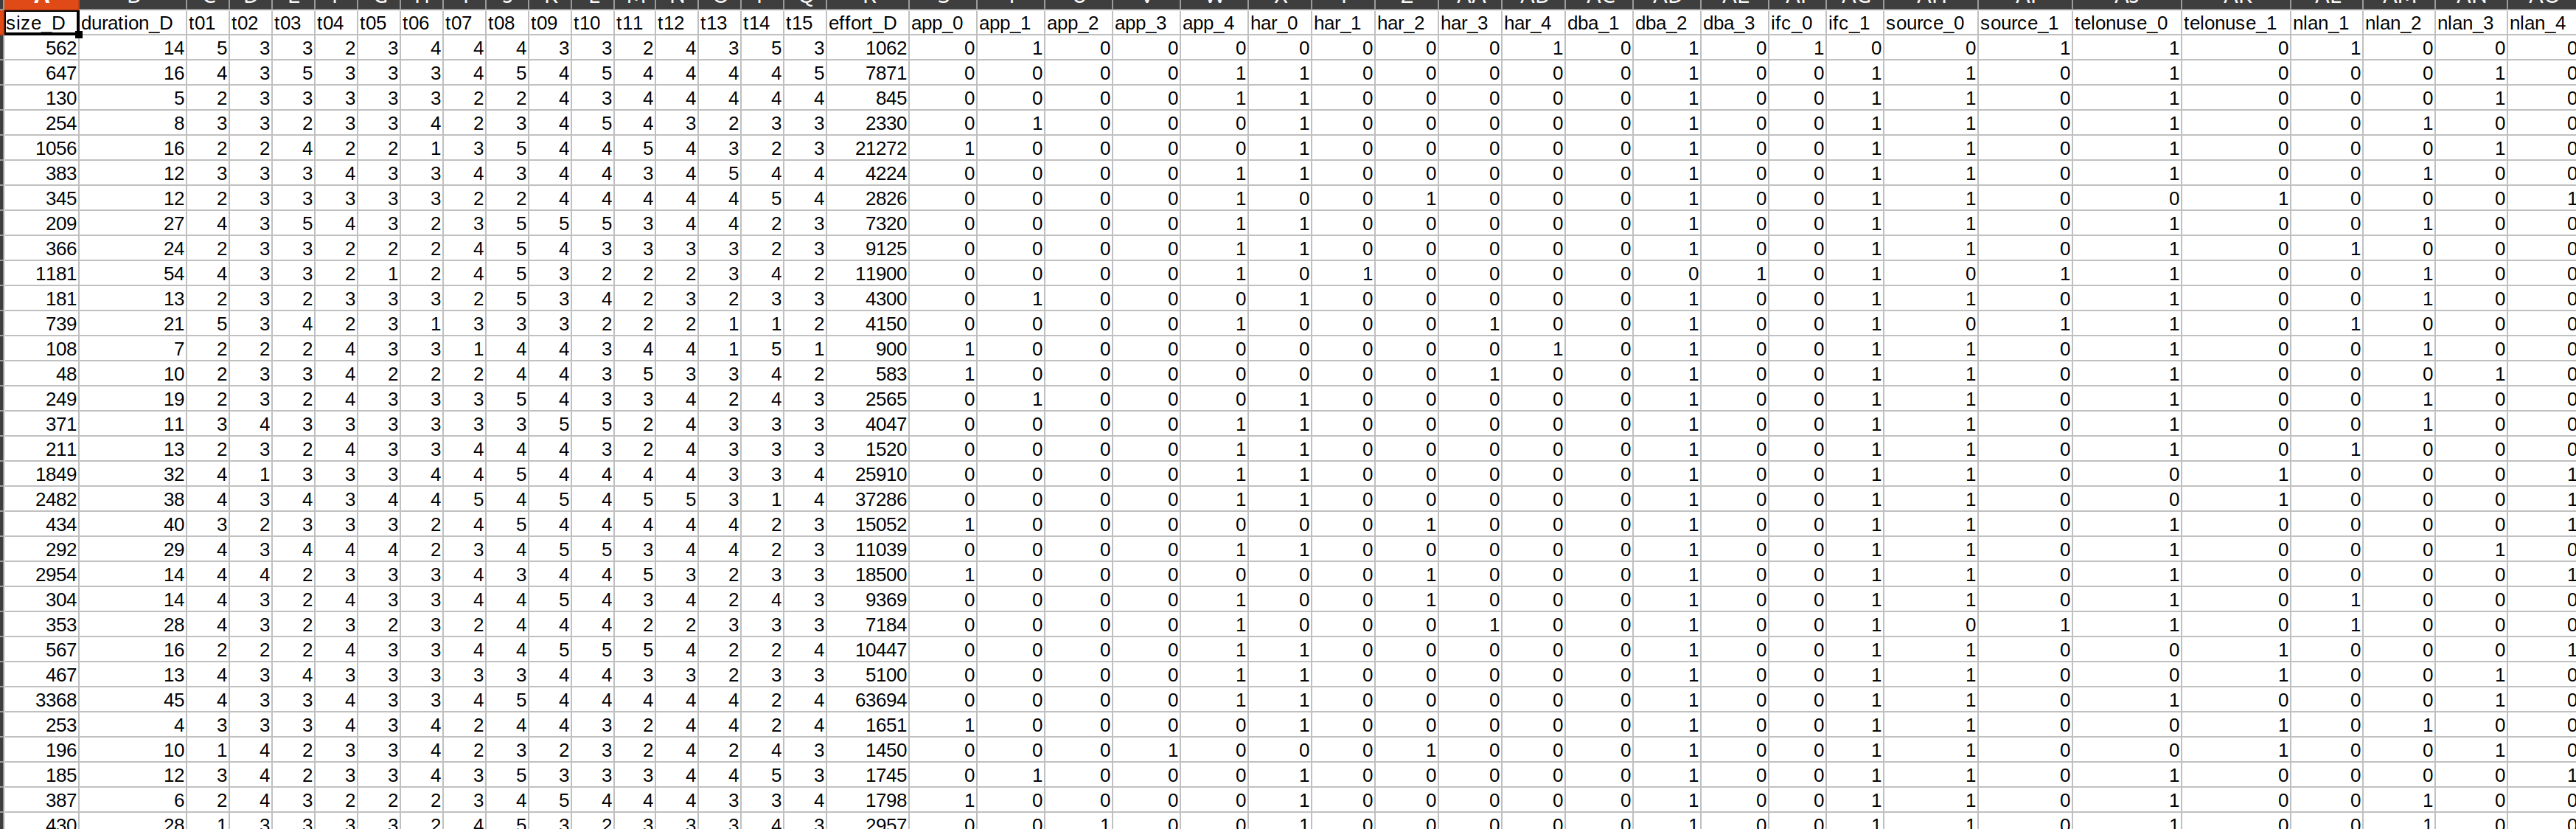 size_D duration_D t01 t02 t03 t04 t05 t06 t07 t08 t09 t10 t11 t12 t13 t14 t15 effort_D app_0 app_1 app_2 app_3 app_4 har_0 har_1 har_2 har_3 har_4 dba_1 dba_2 dba_3 ifc_0 ifc_1 source_0 source_1 telonuse_0 telonuse_1 nlan_1 nlan_2 nlan_3 nlan_4
562 14 5 3 3 2 3 4 4 4 3 3 2 4 3 5 3 1062 0 1 0 0 0 0 0 0 0 1 0 1 0 1 0 0 1 1 0 1 0 0 0
647 16 4 3 5 3 3 3 4 5 4 5 4 4 4 4 5 7871 0 0 0 0 1 1 0 0 0 0 0 1 0 0 1 1 0 1 0 0 0 1 0
130 5 2 3 3 3 3 3 2 2 4 3 4 4 4 4 4 845 0 0 0 0 1 1 0 0 0 0 0 1 0 0 1 1 0 1 0 0 0 1 0
254 8 3 3 2 3 3 4 2 3 4 5 4 3 2 3 3 2330 0 1 0 0 0 1 0 0 0 0 0 1 0 0 1 1 0 1 0 0 1 0 0
1056 16 2 2 4 2 2 1 3 5 4 4 5 4 3 2 3 21272 1 0 0 0 0 1 0 0 0 0 0 1 0 0 1 1 0 1 0 0 0 1 0
383 12 3 3 3 4 3 3 4 3 4 4 3 4 5 4 4 4224 0 0 0 0 1 1 0 0 0 0 0 1 0 0 1 1 0 1 0 0 1 0 0
345 12 2 3 3 3 3 3 2 2 4 4 4 4 4 5 4 2826 0 0 0 0 1 0 0 1 0 0 0 1 0 0 1 1 0 0 1 0 0 0 1
209 27 4 3 5 4 3 2 3 5 5 5 3 4 4 2 3 7320 0 0 0 0 1 1 0 0 0 0 0 1 0 0 1 1 0 1 0 0 1 0 0
366 24 2 3 3 2 2 2 4 5 4 3 3 3 3 2 3 9125 0 0 0 0 1 1 0 0 0 0 0 1 0 0 1 1 0 1 0 1 0 0 0
1181 54 4 3 3 2 1 2 4 5 3 2 2 2 3 4 2 11900 0 0 0 0 1 0 1 0 0 0 0 0 1 0 1 0 1 1 0 0 1 0 0
181 13 2 3 2 3 3 3 2 5 3 4 2 3 2 3 3 4300 0 1 0 0 0 1 0 0 0 0 0 1 0 0 1 1 0 1 0 0 1 0 0
739 21 5 3 4 2 3 1 3 3 3 2 2 2 1 1 2 4150 0 0 0 0 1 0 0 0 1 0 0 1 0 0 1 0 1 1 0 1 0 0 0
108 7 2 2 2 4 3 3 1 4 4 3 4 4 1 5 1 900 1 0 0 0 0 0 0 0 0 1 0 1 0 0 1 1 0 1 0 0 1 0 0
48 10 2 3 3 4 2 2 2 4 4 3 5 3 3 4 2 583 1 0 0 0 0 0 0 0 1 0 0 1 0 0 1 1 0 1 0 0 0 1 0
249 19 2 3 2 4 3 3 3 5 4 3 3 4 2 4 3 2565 0 1 0 0 0 1 0 0 0 0 0 1 0 0 1 1 0 1 0 0 1 0 0
371 11 3 4 3 3 3 3 3 3 5 5 2 4 3 3 3 4047 0 0 0 0 1 1 0 0 0 0 0 1 0 0 1 1 0 1 0 0 1 0 0
211 13 2 3 2 4 3 3 4 4 4 3 2 4 3 3 3 1520 0 0 0 0 1 1 0 0 0 0 0 1 0 0 1 1 0 1 0 1 0 0 0
1849 32 4 1 3 3 3 4 4 5 4 4 4 4 3 3 4 25910 0 0 0 0 1 1 0 0 0 0 0 1 0 0 1 1 0 0 1 0 0 0 1
2482 38 4 3 4 3 4 4 5 4 5 4 5 5 3 1 4 37286 0 0 0 0 1 1 0 0 0 0 0 1 0 0 1 1 0 0 1 0 0 0 1
434 40 3 2 3 3 3 2 4 5 4 4 4 4 4 2 3 15052 1 0 0 0 0 0 0 1 0 0 0 1 0 0 1 1 0 1 0 0 0 0 1
292 29 4 3 4 4 4 2 3 4 5 5 3 4 4 2 3 11039 0 0 0 0 1 1 0 0 0 0 0 1 0 0 1 1 0 1 0 0 0 1 0
2954 14 4 4 2 3 3 3 4 3 4 4 5 3 2 3 3 18500 1 0 0 0 0 0 0 1 0 0 0 1 0 0 1 1 0 1 0 0 0 0 1
304 14 4 3 2 4 3 3 4 4 5 4 3 4 2 4 3 9369 0 0 0 0 1 0 0 1 0 0 0 1 0 0 1 1 0 1 0 1 0 0 0
353 28 4 3 2 3 2 3 2 4 4 4 2 2 3 3 3 7184 0 0 0 0 1 0 0 0 1 0 0 1 0 0 1 0 1 1 0 1 0 0 0
567 16 2 2 2 4 3 3 4 4 5 5 5 4 2 2 4 10447 0 0 0 0 1 1 0 0 0 0 0 1 0 0 1 1 0 0 1 0 0 0 1
467 13 4 3 4 3 3 3 3 3 4 4 3 3 2 3 3 5100 0 0 0 0 1 1 0 0 0 0 0 1 0 0 1 1 0 0 1 0 0 1 0
3368 45 4 3 3 4 3 3 4 5 4 4 4 4 4 2 4 63694 0 0 0 0 1 1 0 0 0 0 0 1 0 0 1 1 0 1 0 0 0 1 0
253 4 3 3 3 4 3 4 2 4 4 3 2 4 4 2 4 1651 1 0 0 0 0 1 0 0 0 0 0 1 0 0 1 1 0 0 1 0 1 0 0
196 10 1 4 2 3 3 4 2 3 2 3 2 4 2 4 3 1450 0 0 0 1 0 0 0 1 0 0 0 1 0 0 1 1 0 0 1 0 0 1 0
185 12 3 4 2 3 3 4 3 5 3 3 3 4 4 5 3 1745 0 1 0 0 0 1 0 0 0 0 0 1 0 0 1 1 0 1 0 0 0 0 1
387 6 2 4 3 2 2 2 3 4 5 4 4 4 3 3 4 1798 1 0 0 0 0 1 0 0 0 0 0 1 0 0 1 1 0 1 0 0 1 0 0
430 28 1 3 3 3 3 2 4 5 3 2 3 3 3 4 3 2957 0 0 1 0 0 1 0 0 0 0 0 1 0 0 1 1 0 1 0 0 1 0 0